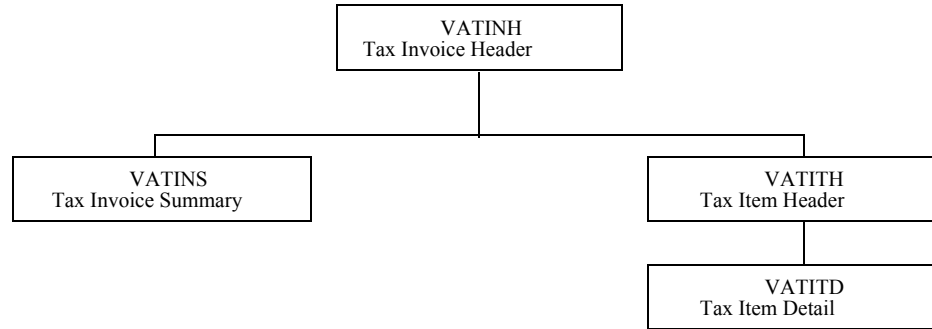 VATINH
Tax Invoice Header
VATINS
Tax Invoice Summary
VATITH
Tax Item Header
VATITD
Tax Item Detail